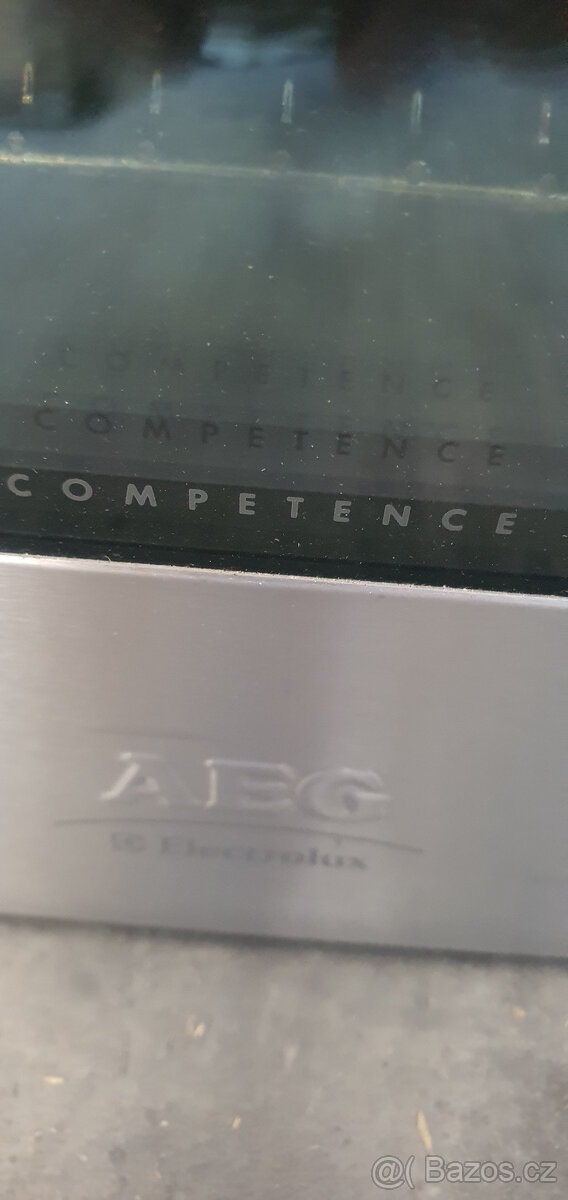 COMPETENCE
COMPETENCE
COMPETENCE
AEG
Electrolux
@( Bazos.cz